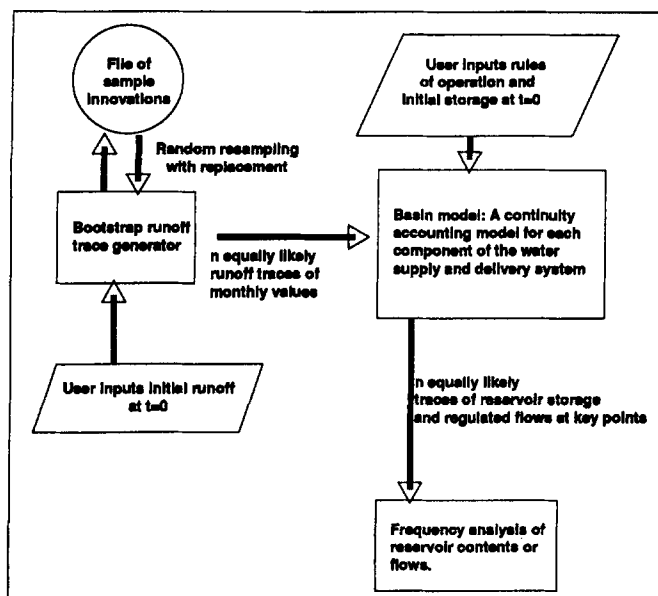 File of
sample
innovations
Random resampling
with replacement
Bootstrap runoff
trace generator
n equally likely
runoff traces of
monthly values
User inputs initial runoff
at t=0
User inputs rules
of operation and
initial storage at t=0
Basin model: A continuity
accounting model for each
component of the water
supply and delivery system
n equally likely
traces of reservoir storage
and regulated flows at key points
Frequency analysis of
reservoir contents or
flows.